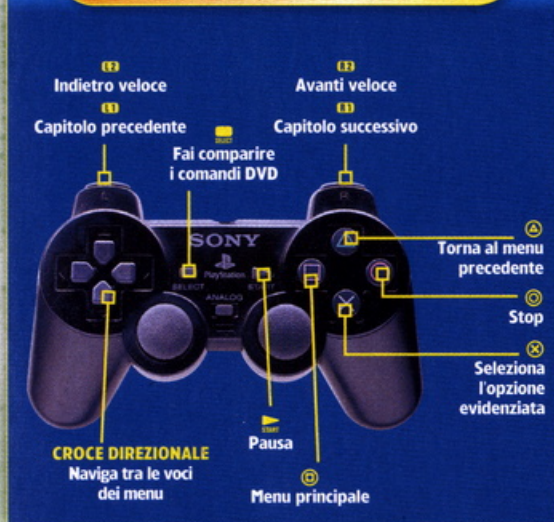 L2
Indietro veloce
L1
Capitolo precedente
SELECT
Fai comparire
i comandi DVD
R2
Avanti veloce
R1
Capitolo successivo
L
R
SONY
PlayStation
SELECT
START
ANALOG
Torna al menu
precedente
Stop
Seleziona
l'opzione
evidenziata
START
Pausa
CROCE DIREZIONALE
Naviga tra le voci
dei menu
Menu principale